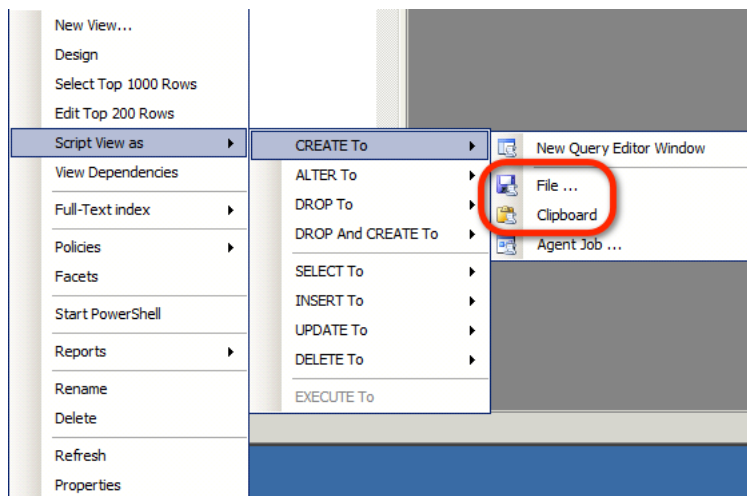 New View...
Design
Select Top 1000 Rows
Edit Top 200 Rows
Script View as
View Dependencies
Full-Text index
Policies
Facets
Start PowerShell
Reports
Rename
Delete
Refresh
Properties
CREATE To
ALTER To
DROP To
DROP And CREATE To
SELECT To
INSERT To
UPDATE To
DELETE To
EXECUTE To
New Query Editor Window
File ...
Clipboard
Agent Job ...